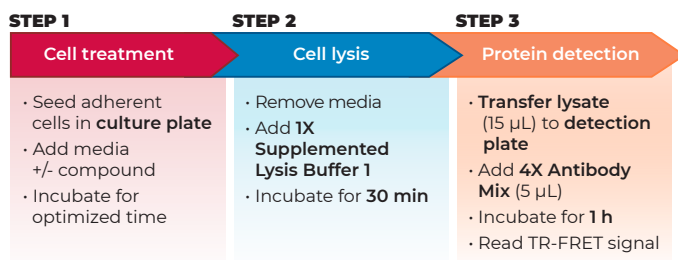 STEP 1
Cell treatment
· Seed adherent
cells in culture plate
· Add media
+/- compound
· Incubate for
optimized time
STEP 2
Cell lysis
· Remove media
· Add 1X
Supplemented
Lysis Buffer 1
· Incubate for 30 min
STEP 3
Protein detection
· Transfer lysate
(15 µL) to detection
plate
· Add 4X Antibody
Mix (5 µL)
· Incubate for 1 h
· Read TR-FRET signal